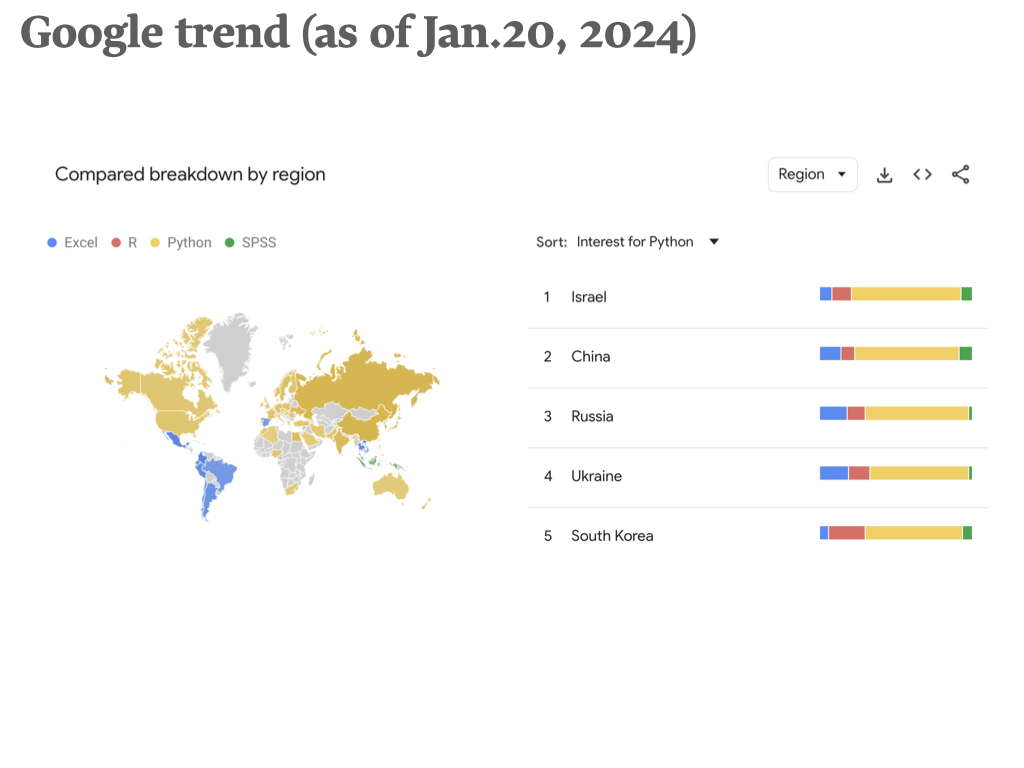 Google trend (as of Jan.20, 2024)
Compared breakdown by region
Region
Excel R Python SPSS
Sort: Interest for Python
1 Israel
2 China
3 Russia
4 Ukraine
5 South Korea